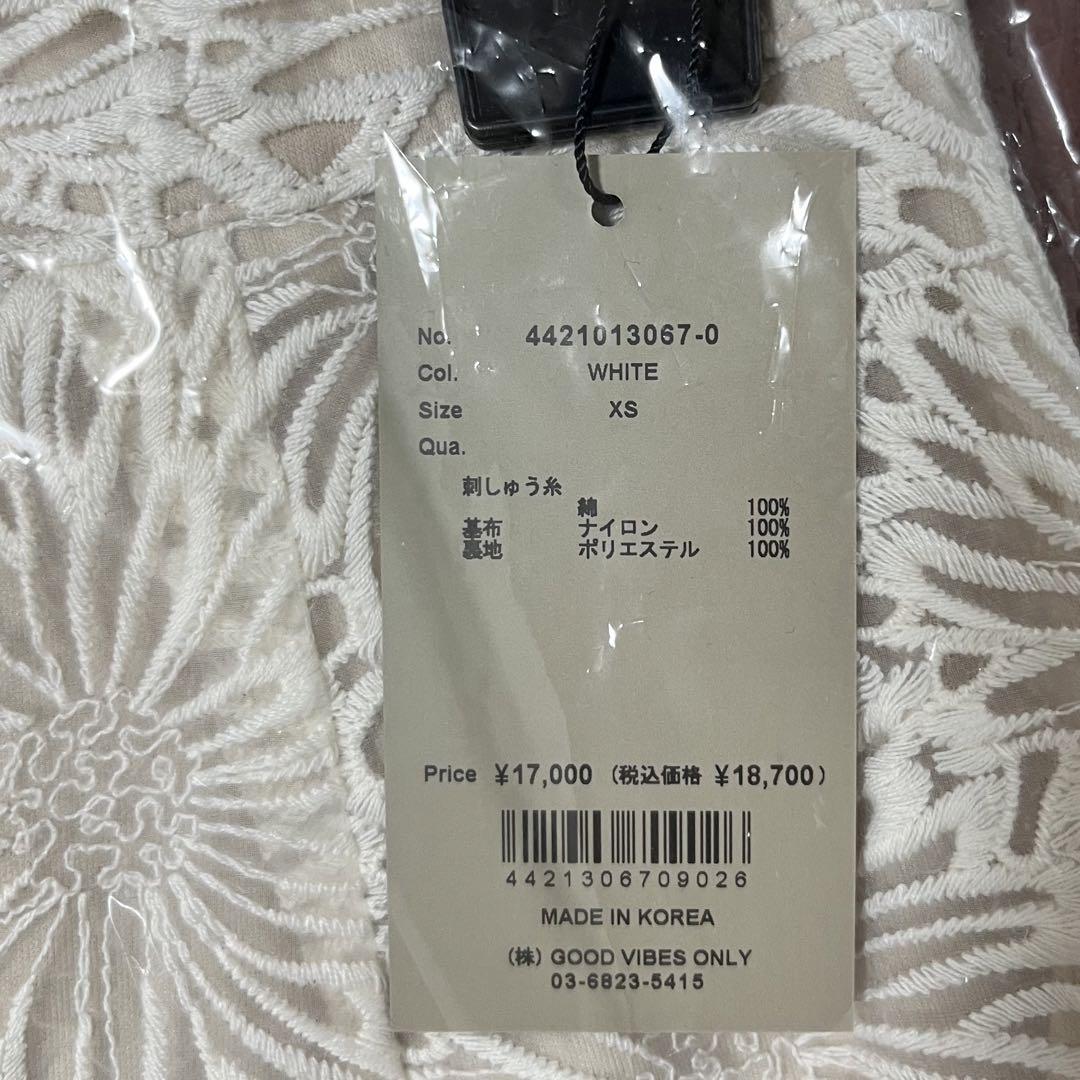 No. 4421013067-0
Col. WHITE
Size XS
Qua.
刺しゅう糸
綿 100%
基布 ナイロン 100%
裏地 ポリエステル 100%
Price ¥17,000 (税込価格 ¥18,700)
4421306709026
MADE IN KOREA
(株) GOOD VIBES ONLY
03-6823-5415